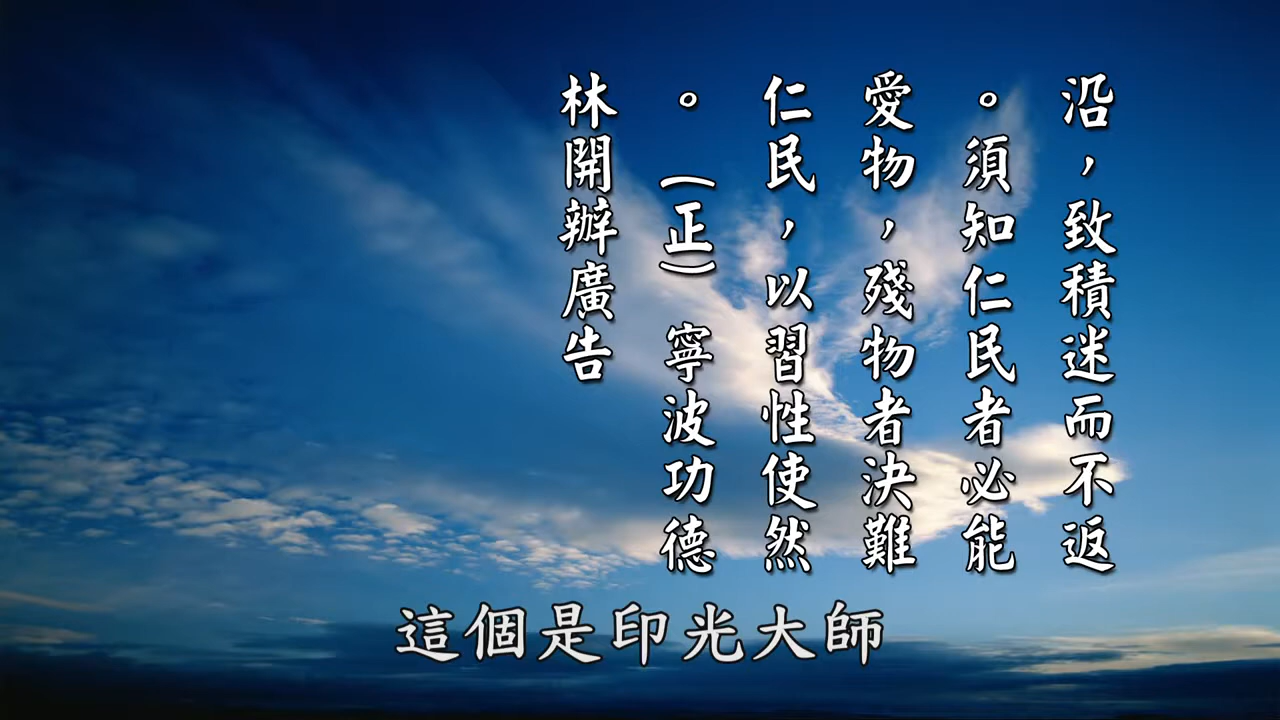 沿，致積迷而不返
。須知仁民者必能
愛物，殘物者決難
仁民，以習性使然
。（正）寧波功德
林開辦廣告
這個是印光大師